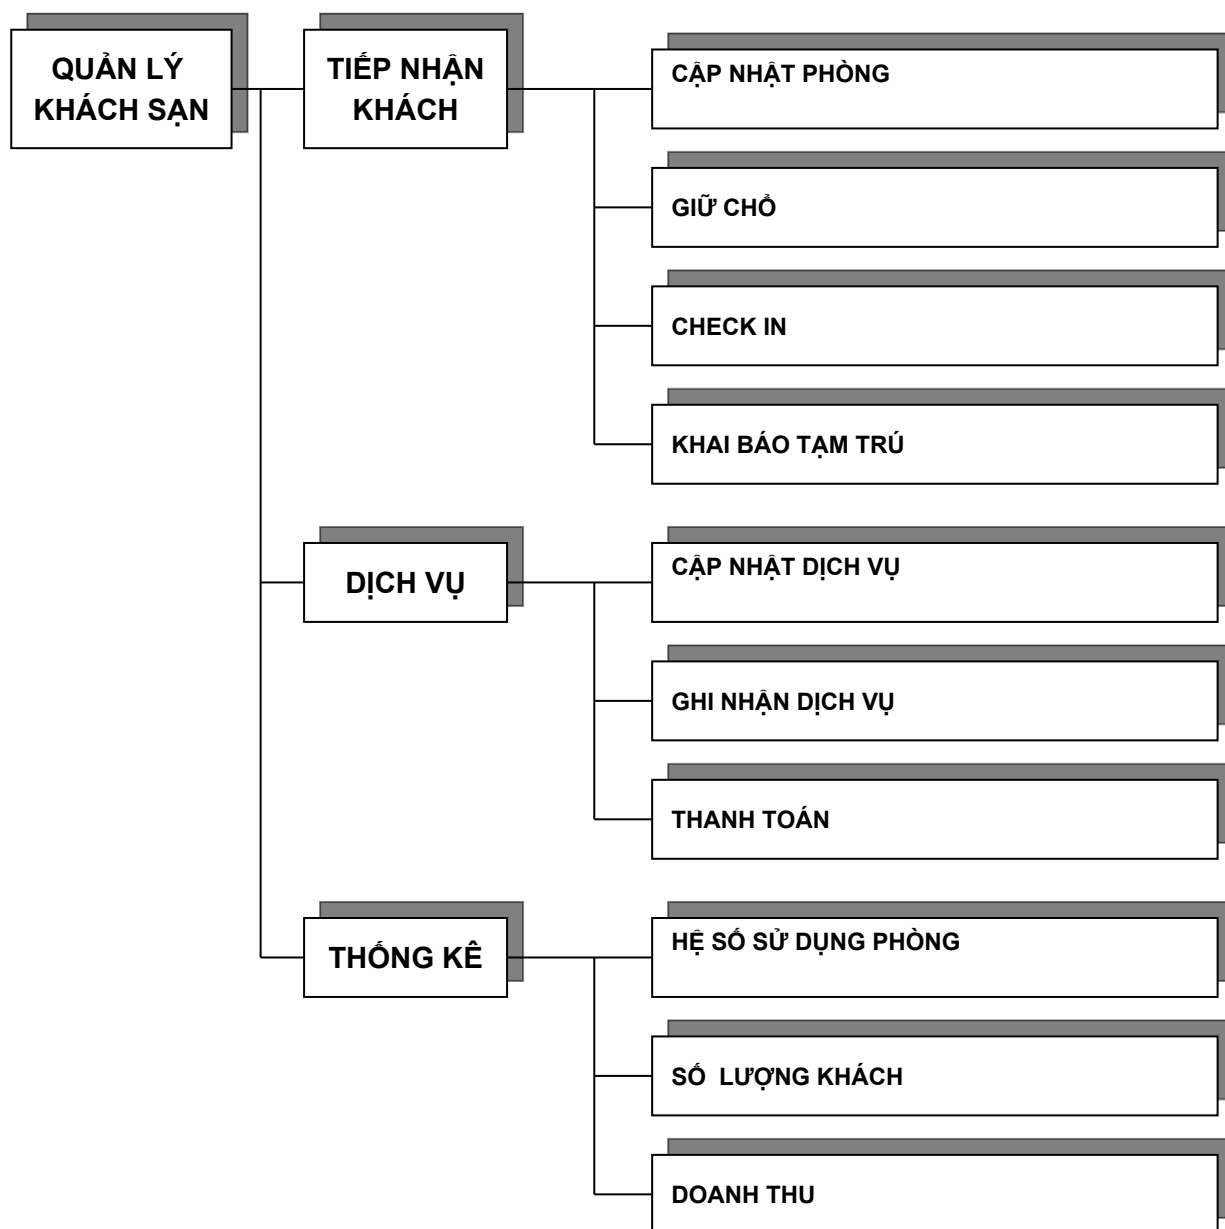 QUẢN LÝ
KHÁCH SẠN
TIẾP NHẬN
KHÁCH
CẬP NHẬT PHÒNG
GIỮ CHỔ
CHECK IN
KHAI BÁO TẠM TRÚ
DỊCH VỤ
CẬP NHẬT DỊCH VỤ
GHI NHẬN DỊCH VỤ
THANH TOÁN
THỐNG KÊ
HỆ SỐ SỬ DỤNG PHÒNG
SỐ  LƯỢNG KHÁCH
DOANH THU